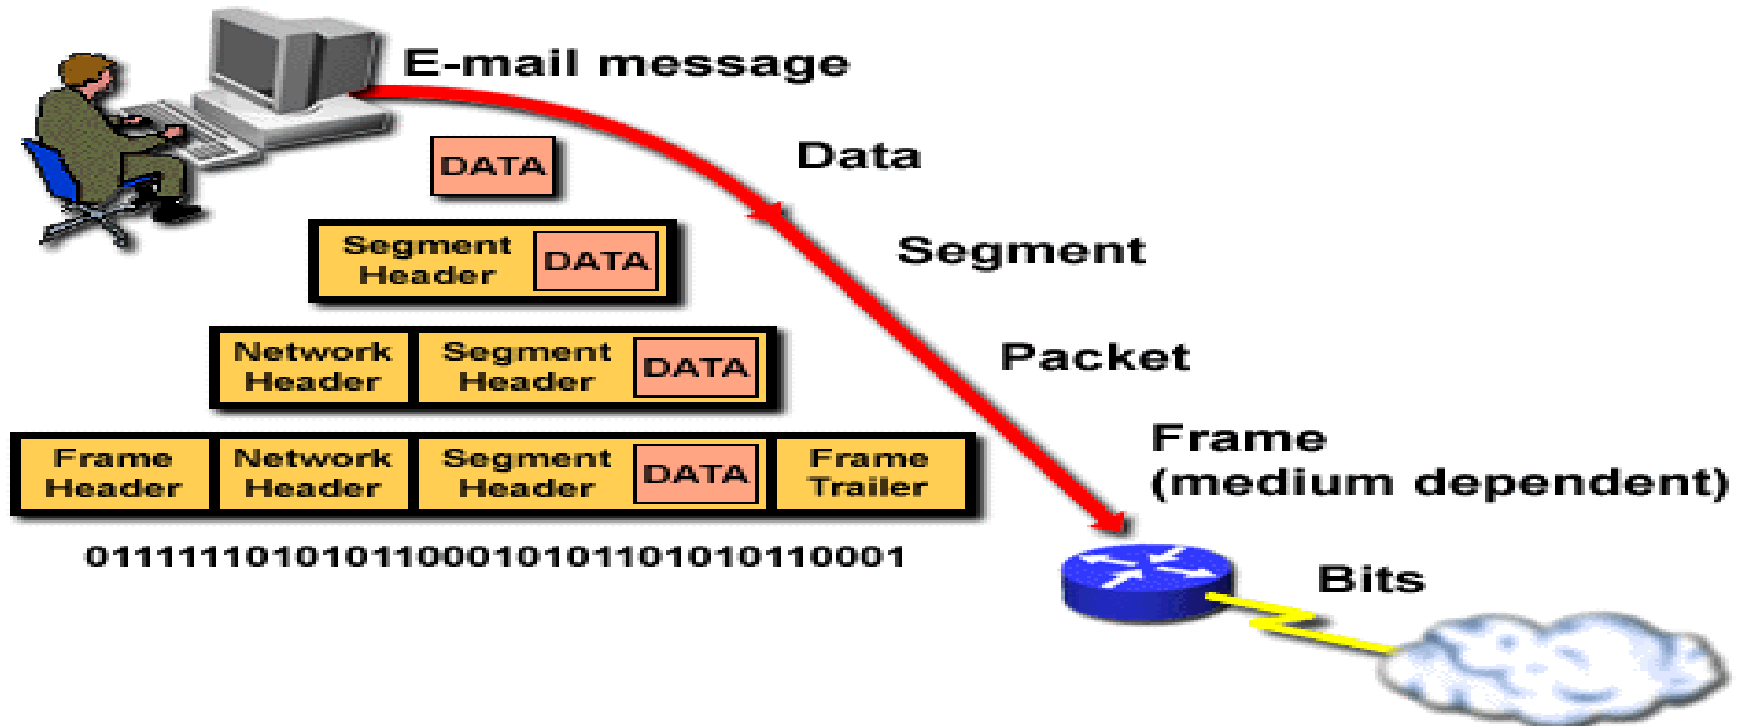 E-mail message
DATA
Data
Segment
Header
DATA
Segment
Network
Header
Segment
Header
DATA
Packet
Frame
Header
Network
Header
Segment
Header
DATA
Frame
Trailer
Frame
(medium dependent)
0111111010101100010101101010110001
Bits